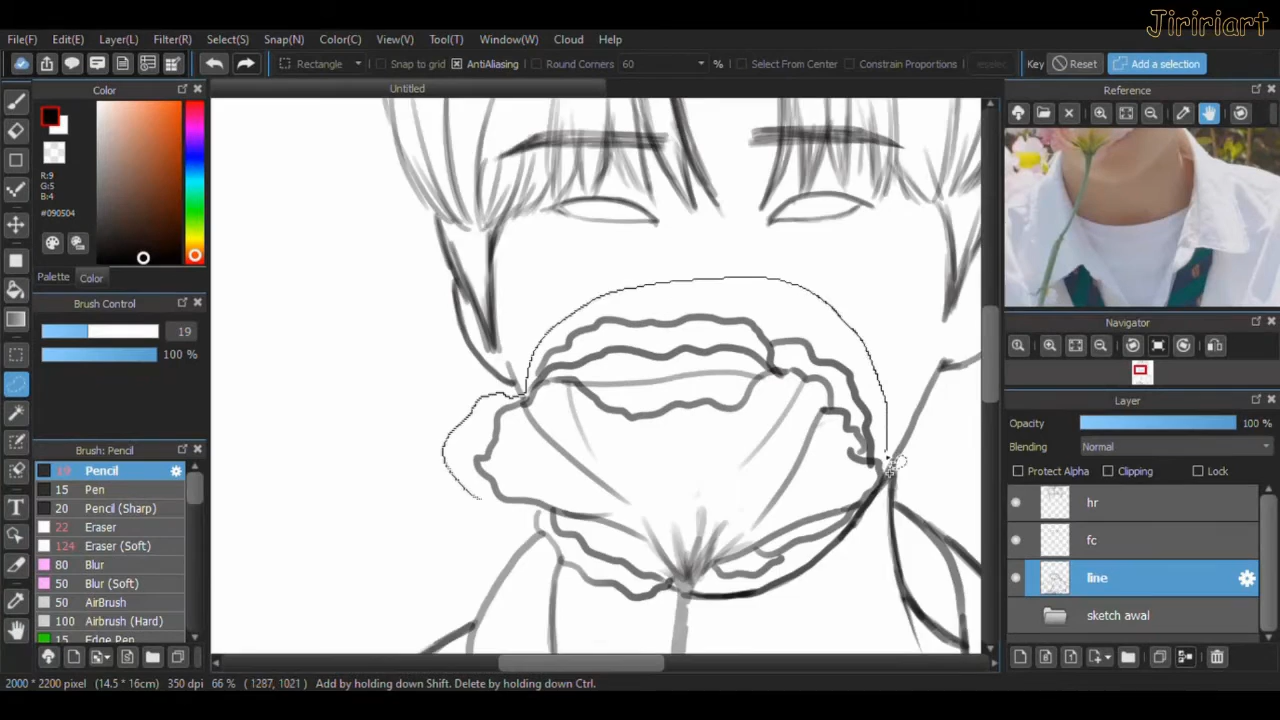 Jiririart
File(F) Edit(E) Layer(L) Filter(R) Select(S) Snap(N) Color(C) View(V) Tool(T) Window(W) Cloud Help
Rectangle Snap to grid AntiAliasing Round Corners 60 % Select From Center Constrain Proportions Key Reset Add a selection
Color
Untitled
Reference
R:9
G:5
B:4
#090504
Palette Color
Brush Control
19
100 %
Navigator
Layer
Opacity 100 %
Blending Normal
Protect Alpha Clipping Lock
hr
fc
line
sketch awal
Brush: Pencil
19 Pencil
15 Pen
20 Pencil (Sharp)
22 Eraser
124 Eraser (Soft)
80 Blur
50 Blur (Soft)
50 AirBrush
100 Airbrush (Hard)
15 Edge Pen
2000 * 2200 pixel (14.5 * 16cm) 350 dpi 66 % ( 1287, 1021 ) Add by holding down Shift. Delete by holding down Ctrl.